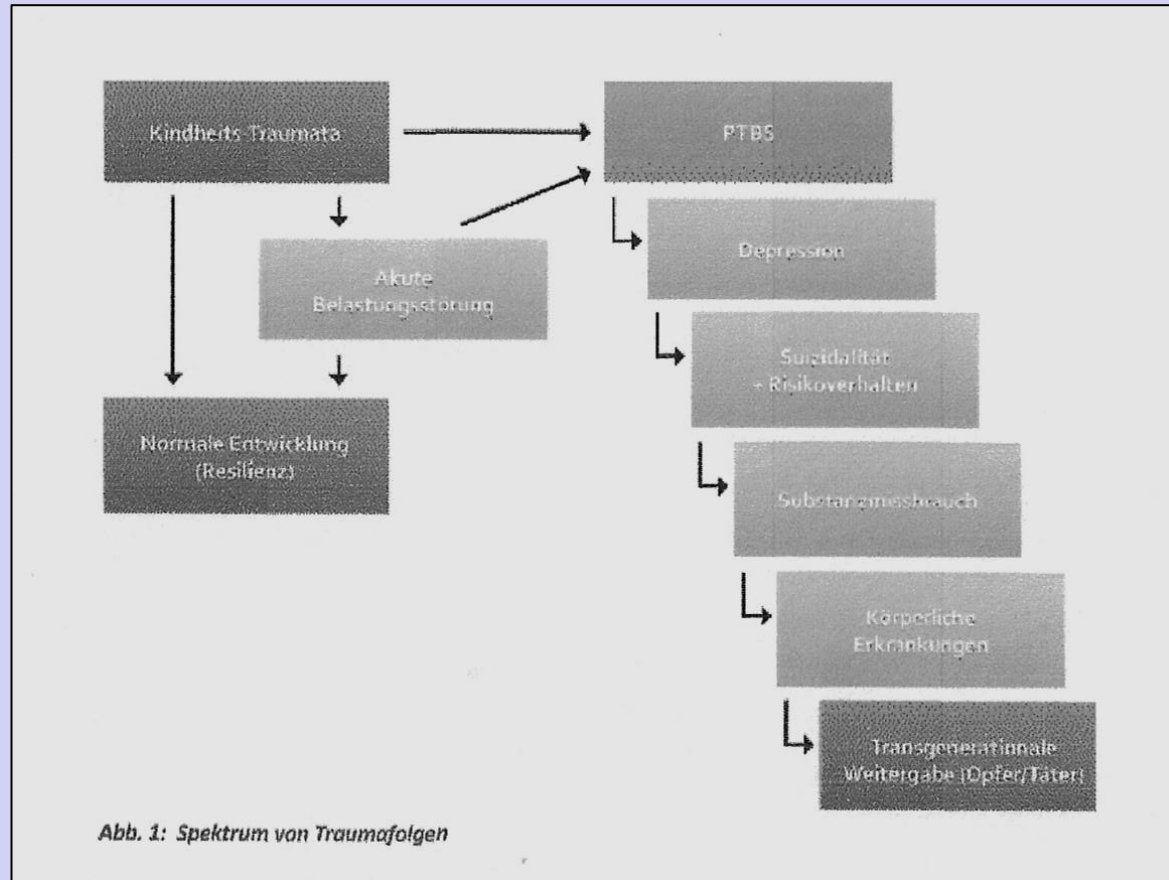 Kindheits Traumata
PTBS
Akute
Belastungsstörung
Depression
Suizidalität
+ Risikoverhalten
Normale Entwicklung
(Resilienz)
Substanzmissbrauch
Körperliche
Erkrankungen
Transgenerationale
Weitergabe (Opfer/Täter)
Abb. 1: Spektrum von Traumafolgen